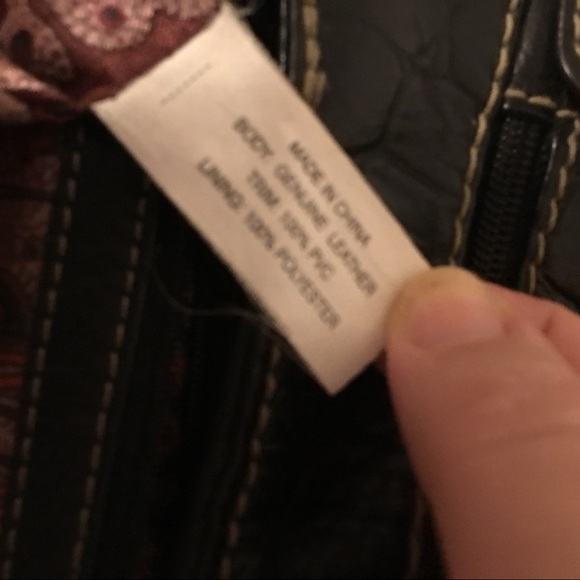 MADE IN CHINA
BODY GENUINE LEATHER
TRIM 100% PVC
LINING 100% POLYESTER